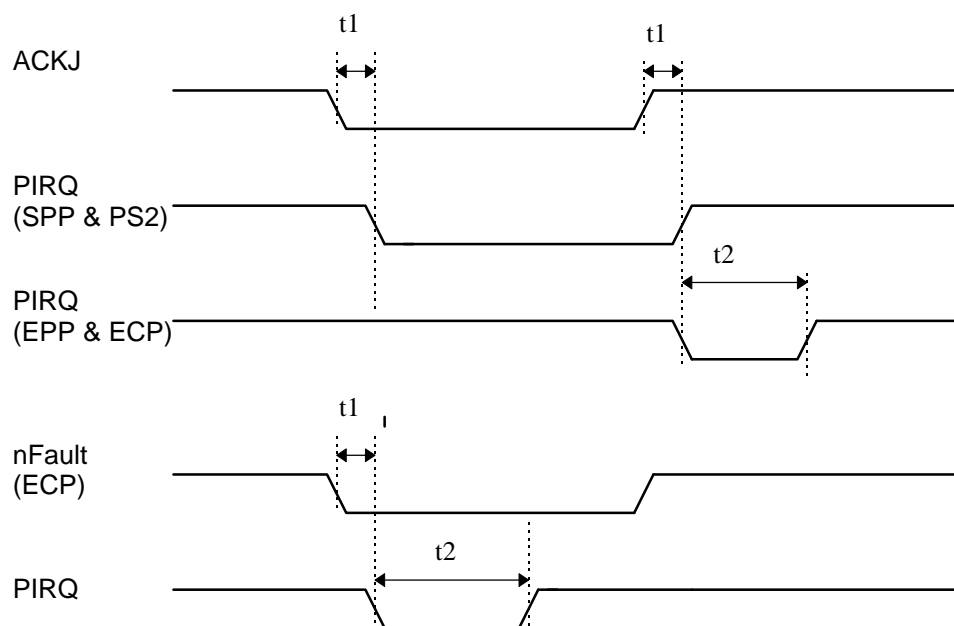 t1
t1
ACKJ
PIRQ
(SPP & PS2)
t2
PIRQ
(EPP & ECP)
t1
nFault
(ECP)
t2
PIRQ